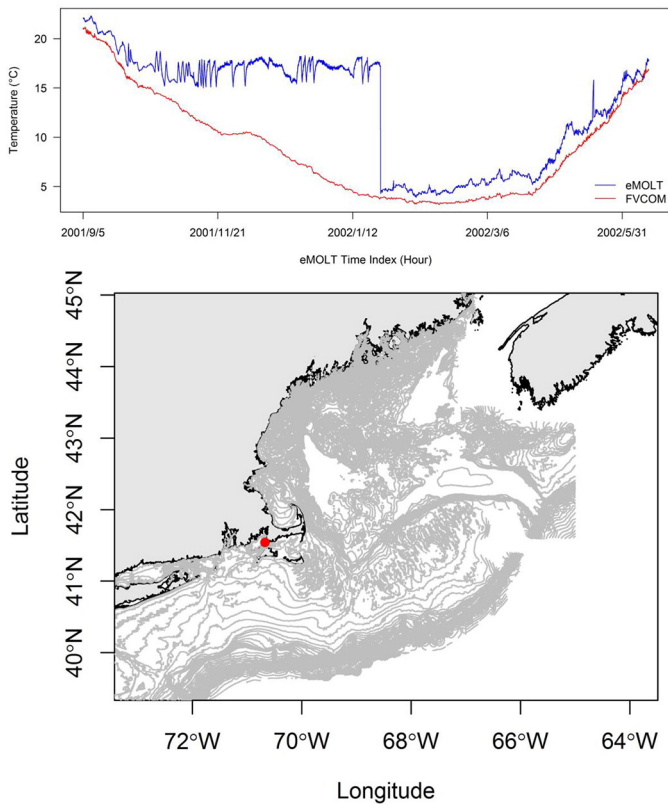 Temperature (°C)
20
15
10
5
eMOLT
FVCOM
2001/9/5
2001/11/21
2002/1/12
2002/3/6
2002/5/31
eMOLT Time Index (Hour)
45°N
44°N
43°N
42°N
41°N
40°N
Latitude
72°W
70°W
68°W
66°W
64°W
Longitude